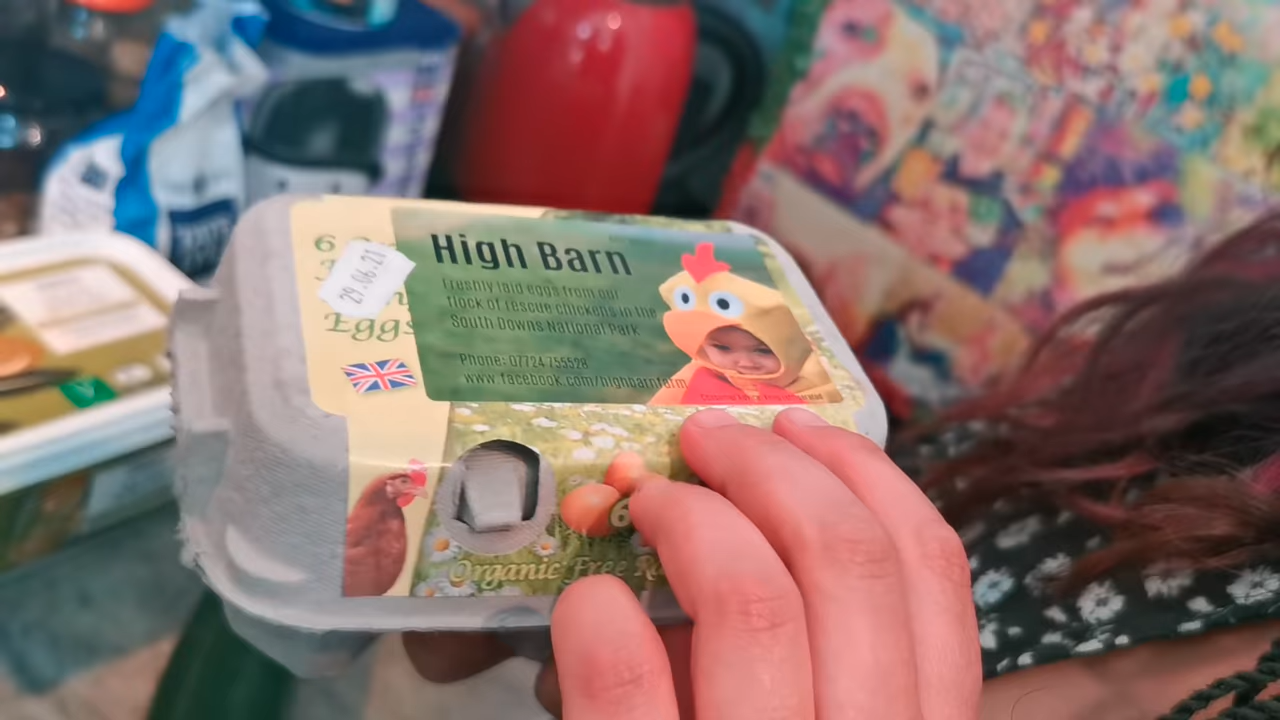 6
29.06.21
Eggs
High Barn
Freshly laid eggs from our
flock of rescue chickens in the
South Downs National Park
Phone: 07724 755528
www.facebook.com/highbarnfarm
6
Organic Free